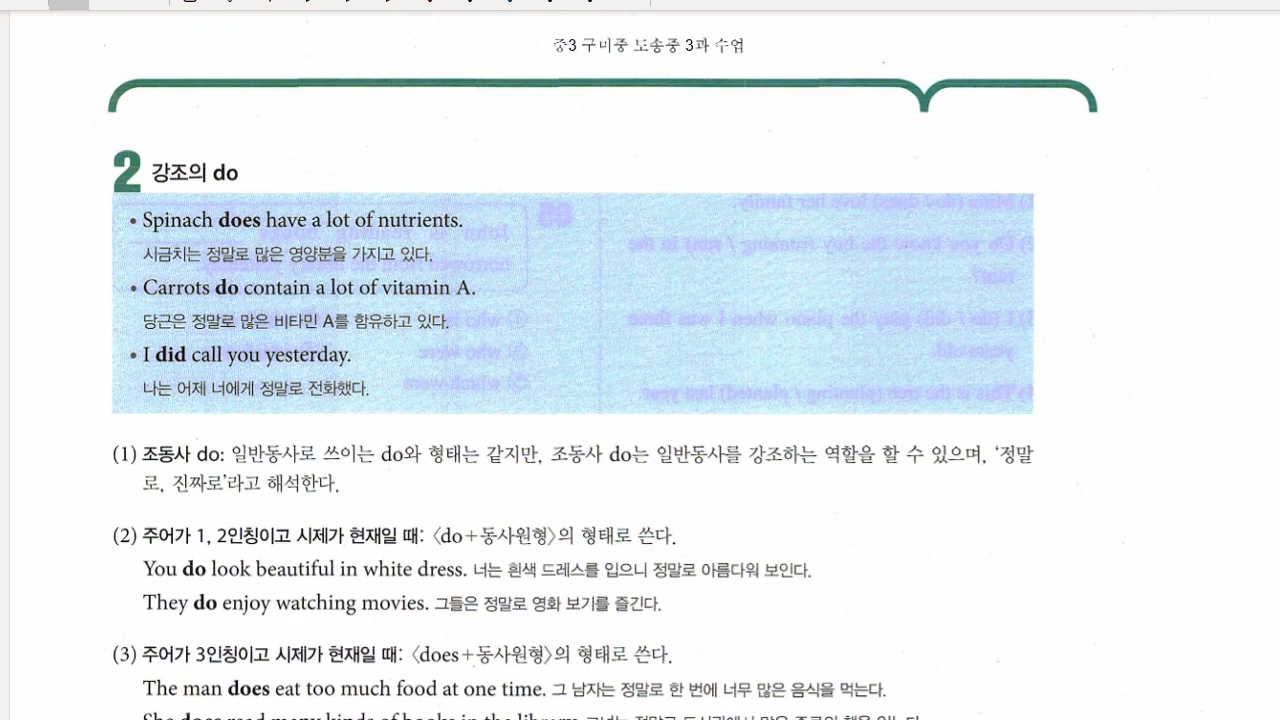 중3 구미중 도송중 3과 수업
2 강조의 do
• Spinach does have a lot of nutrients.
시금치는 정말로 많은 영양분을 가지고 있다.
• Carrots do contain a lot of vitamin A.
당근은 정말로 많은 비타민 A를 함유하고 있다.
• I did call you yesterday.
나는 어제 너에게 정말로 전화했다.
(1) 조동사 do: 일반동사로 쓰이는 do와 형태는 같지만, 조동사 do는 일반동사를 강조하는 역할을 할 수 있으며, ‘정말
로, 진짜로’라고 해석한다.
(2) 주어가 1, 2인칭이고 시제가 현재일 때: 〈do+동사원형〉의 형태로 쓴다.
You do look beautiful in white dress. 너는 흰색 드레스를 입으니 정말로 아름다워 보인다.
They do enjoy watching movies. 그들은 정말로 영화 보기를 즐긴다.
(3) 주어가 3인칭이고 시제가 현재일 때: 〈does+동사원형〉의 형태로 쓴다.
The man does eat too much food at one time. 그 남자는 정말로 한 번에 너무 많은 음식을 먹는다.
She does read many kinds of books in the library.